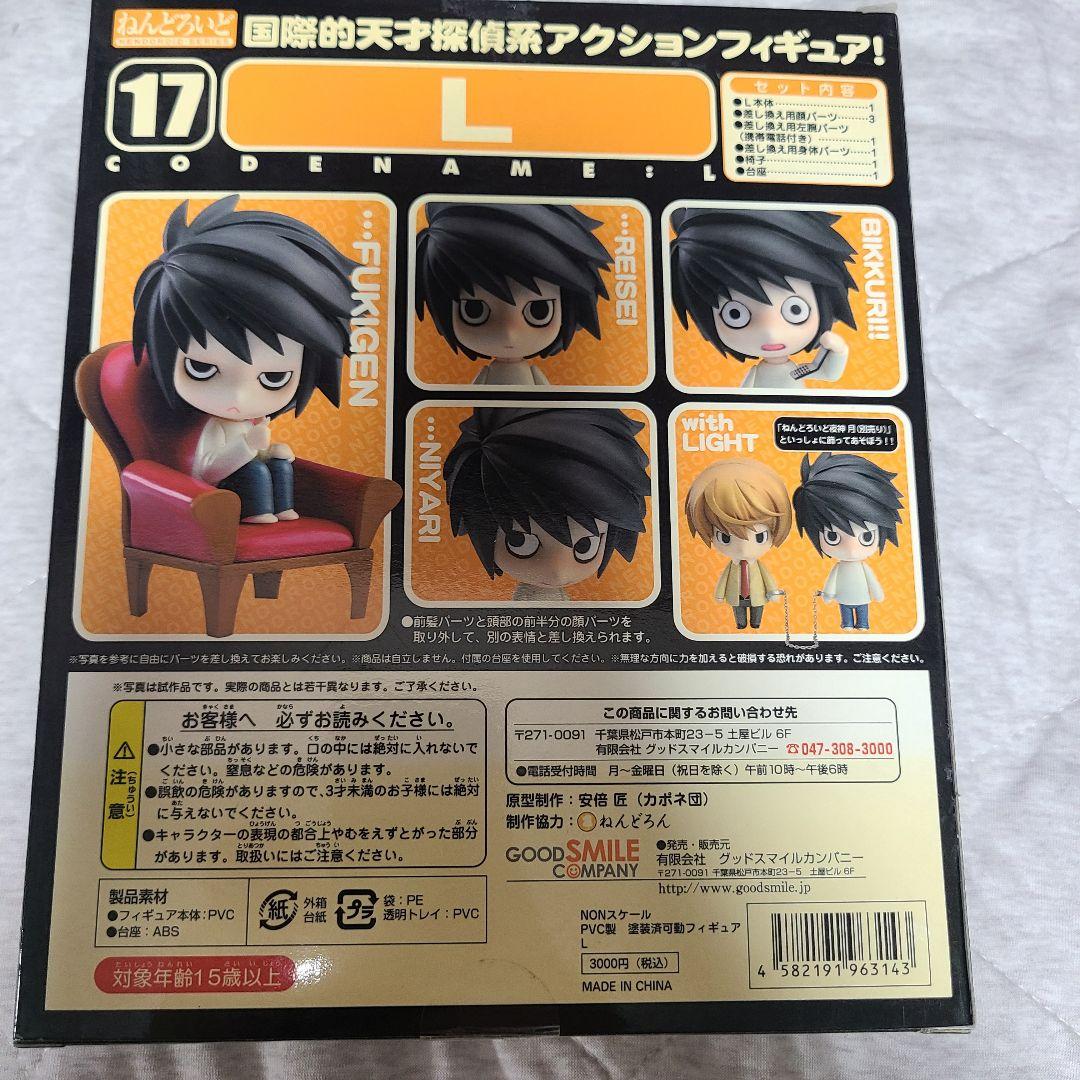 ねんどろいど
NENDOROID SERIES
国際的天才探偵系アクションフィギュア!
17
L
CODENAME: L
セット内容
●L本体……………………1
●差し換え用顔パーツ………3
●差し換え用左腕パーツ
(携帯電話付き)……………1
●差し換え用身体パーツ……1
●椅子……………………1
●台座……………………1
…FUKIGEN
…REISEI
BIKKURI!!!
…NIYARI
with
LIGHT
「ねんどろいど夜神 月(別売り)」
といっしょに飾ってあそぼう!!
●前髪パーツと頭部の前半分の顔パーツを
取り外して、別の表情と差し換えられます。
※写真を参考に自由にパーツを差し換えてお楽しみください。※商品は自立しません。付属の台座を使用してください。※無理な方向に力を加えると破損する恐れがあります。ご注意ください。
※写真は試作品です。実際の商品とは若干異なります。ご了承ください。
注意
(ちゅうい)
お客様へ 必ずお読みください。
●小さな部品があります。口の中には絶対に入れないで
ください。窒息などの危険があります。
●誤飲の危険がありますので、3才未満のお子様には絶対
に与えないでください。
●キャラクターの表現の都合上やむをえずとがった部分
があります。取扱いにはご注意ください。
製品素材
●フィギュア本体:PVC
●台座:ABS
紙
外箱
台紙
プラ
袋:PE
透明トレイ:PVC
対象年齢15歳以上
この商品に関するお問い合わせ先
〒271-0091 千葉県松戸市本町23-5 土屋ビル 6F
有限会社 グッドスマイルカンパニー ☎047-308-3000
●電話受付時間 月〜金曜日(祝日を除く)午前10時〜午後6時
原型制作:安倍 匠(カポネ団)
制作協力:ねんどろん
GOOD SMILE
COMPANY
●発売・販売元
有限会社 グッドスマイルカンパニー
〒271-0091 千葉県松戸市本町23-5 土屋ビル 6F
http://www.goodsmile.jp
NONスケール
PVC製 塗装済可動フィギュア
L
3000円(税込)
MADE IN CHINA
4 582191 963143